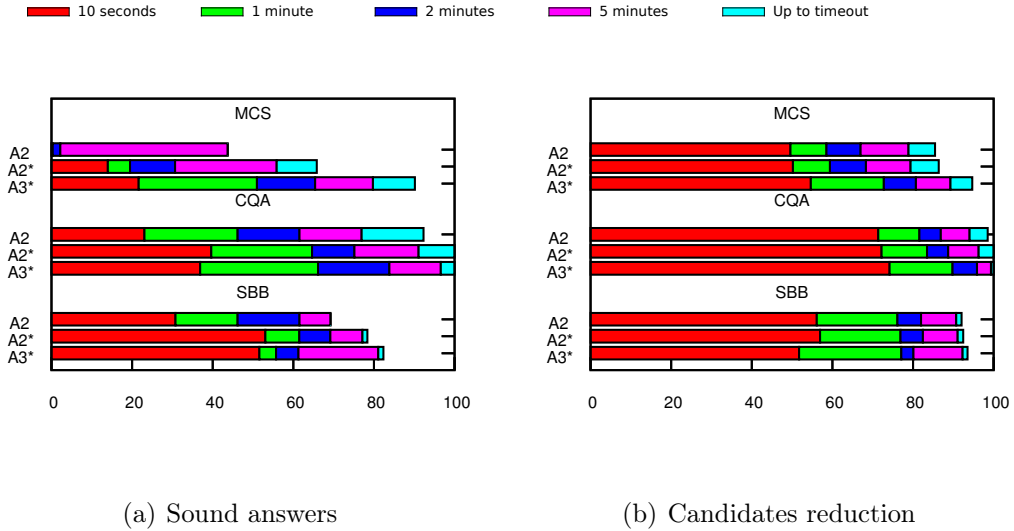 10 seconds 1 minute 2 minutes 5 minutes Up to timeout
MCS
A2
A2*
A3*
CQA
A2
A2*
A3*
SBB
A2
A2*
A3*
0 20 40 60 80 100
(a) Sound answers
MCS
A2
A2*
A3*
CQA
A2
A2*
A3*
SBB
A2
A2*
A3*
0 20 40 60 80 100
(b) Candidates reduction